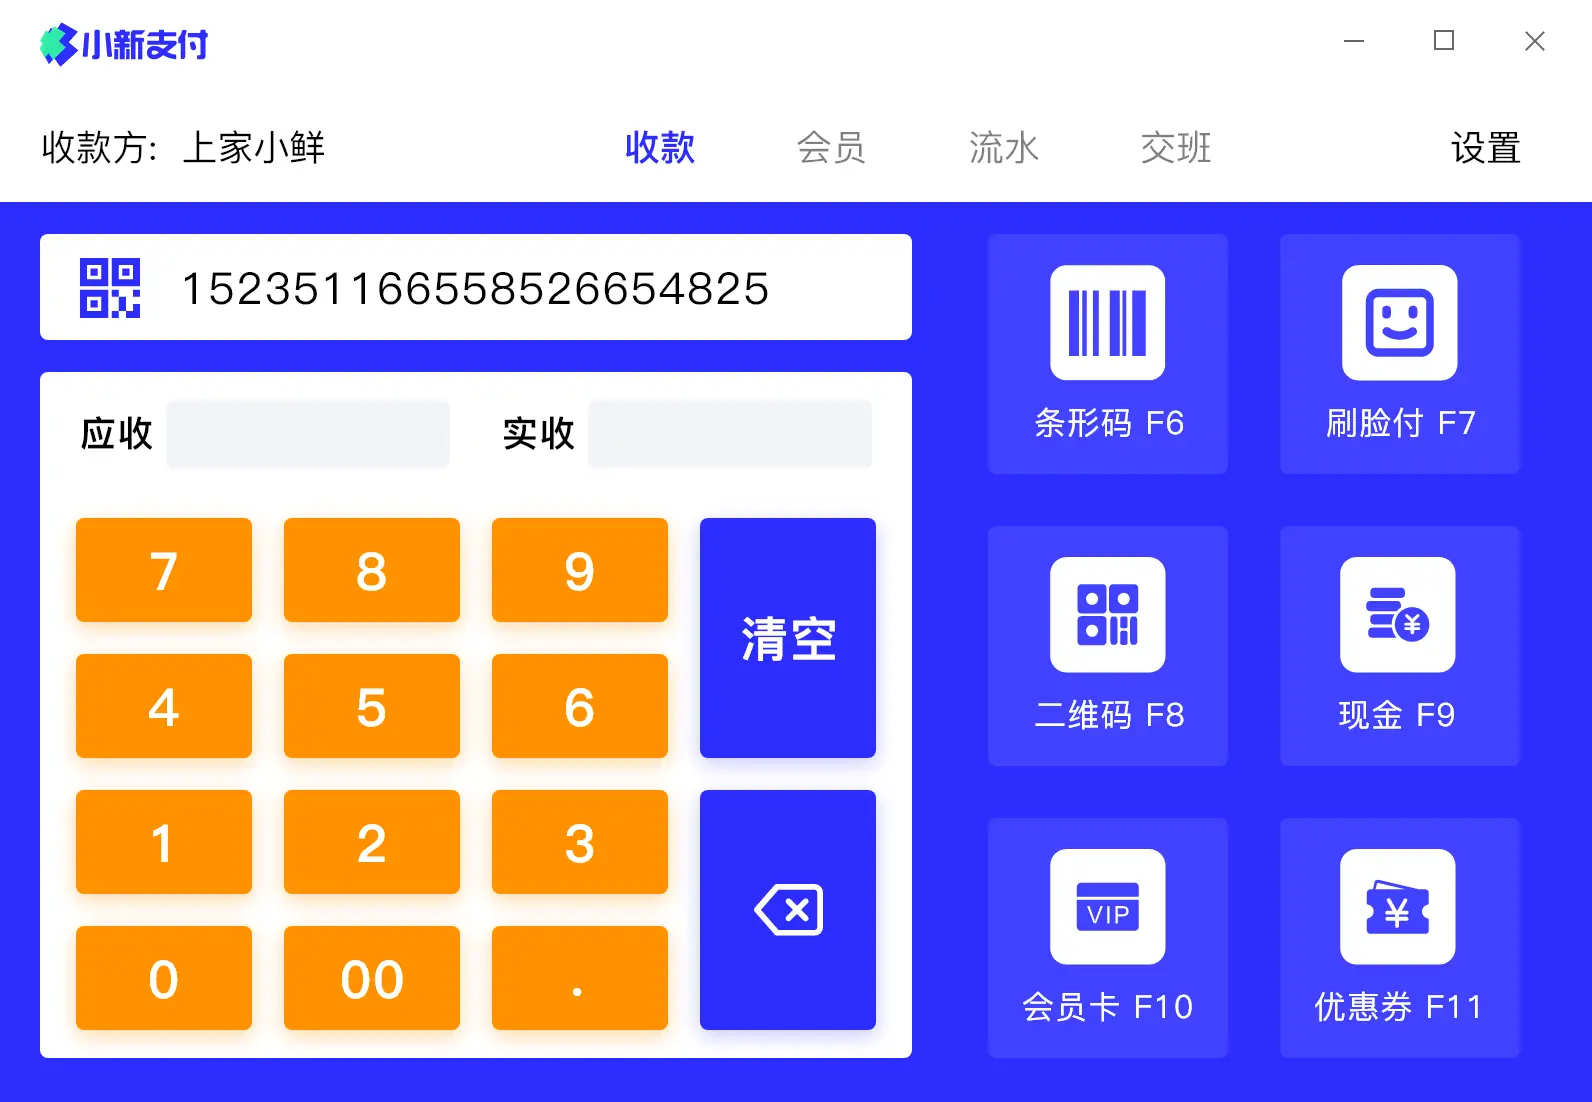 小新支付
收款方: 上家小鲜 收款 会员 流水 交班 设置
152351166558526654825
应收 实收
7 8 9 清空
4 5 6
1 2 3
0 00 .
条形码 F6 刷脸付 F7
二维码 F8 现金 F9
VIP
会员卡 F10 优惠券 F11